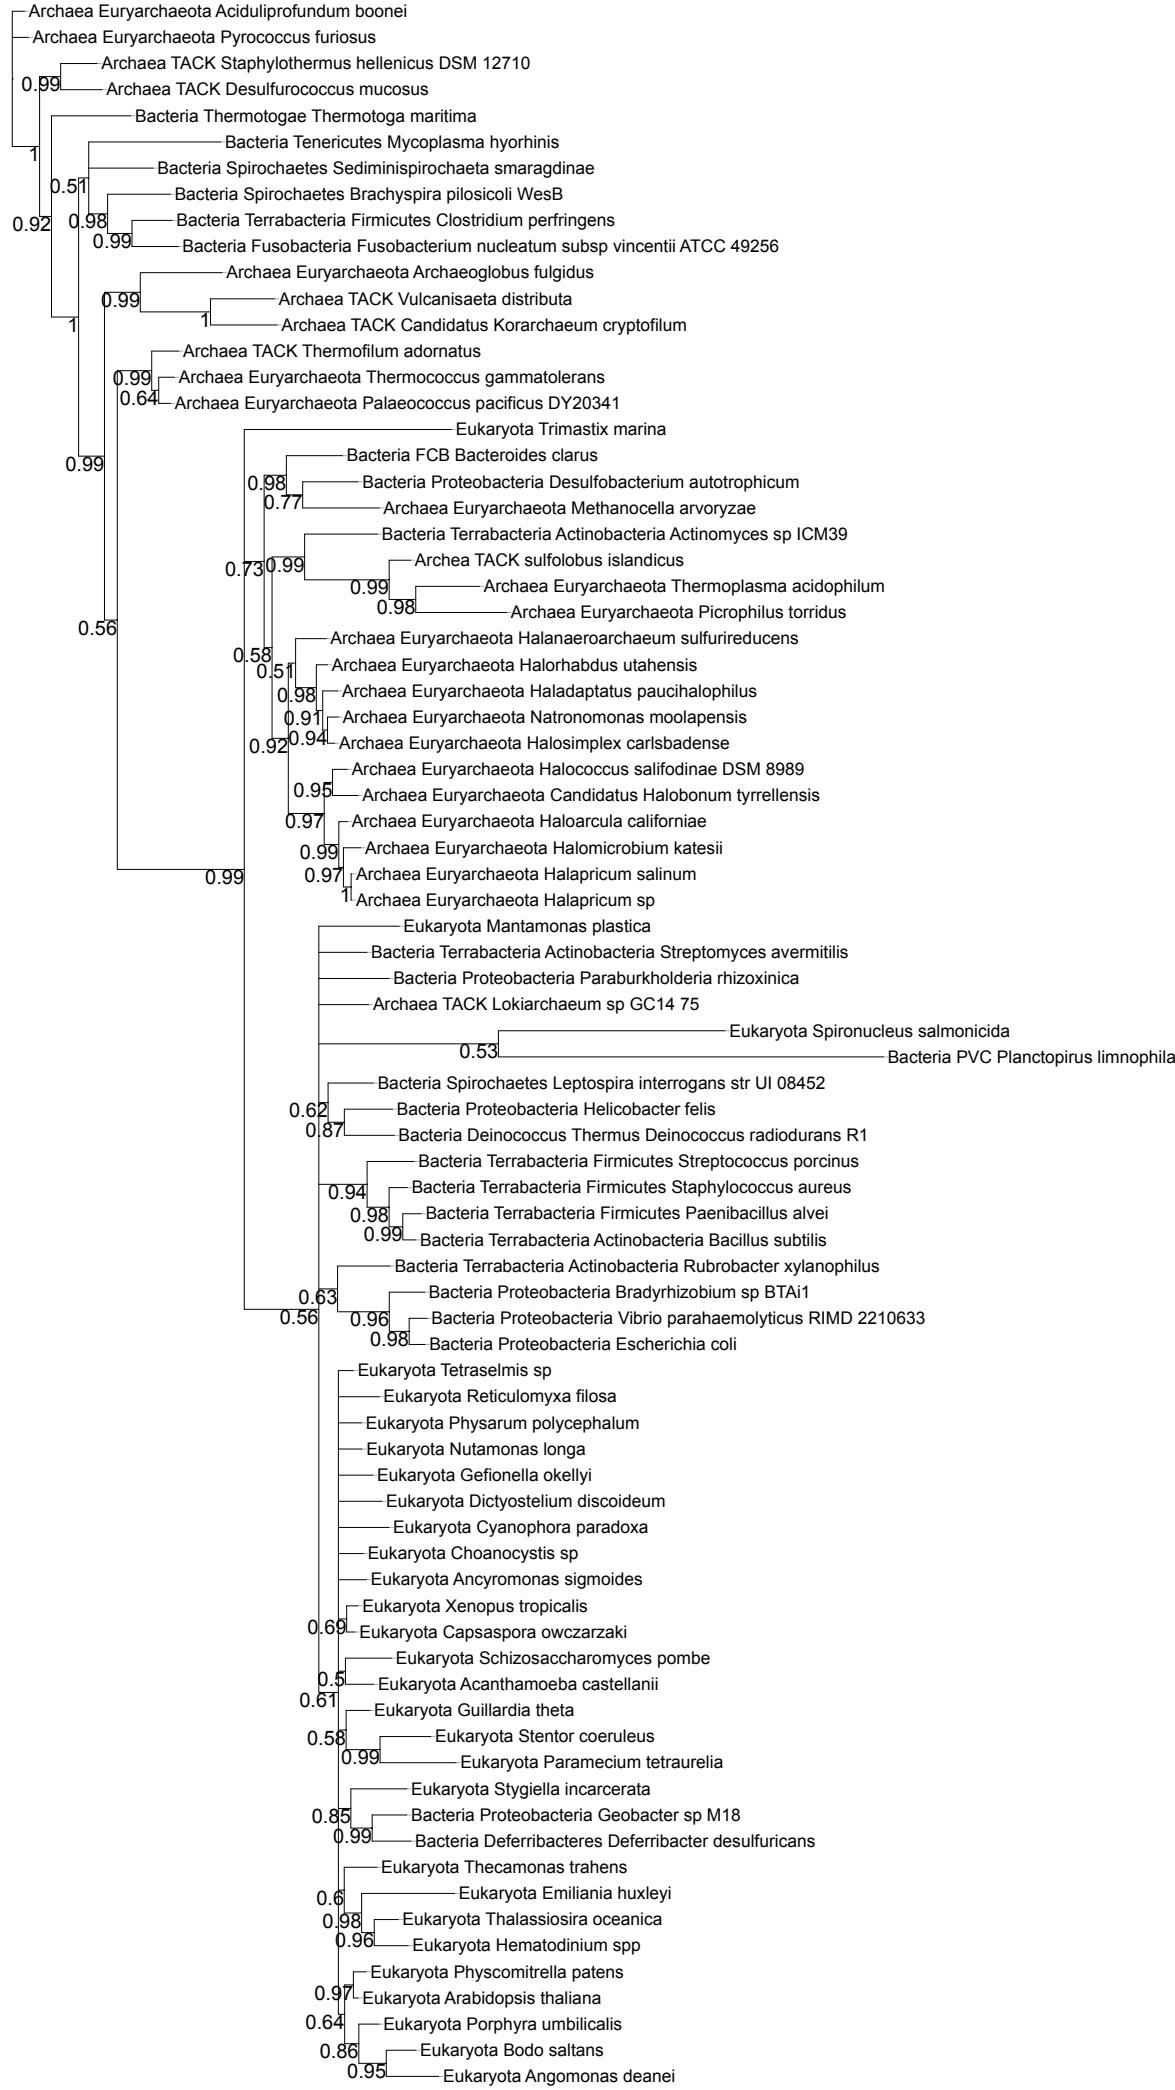 Archaea Euryarchaeota Aciduliprofundum boonei
Archaea Euryarchaeota Pyrococcus furiosus
Archaea TACK Staphylothermus hellenicus DSM 12710
0.99
Archaea TACK Desulfurococcus mucosus
Bacteria Thermotogae Thermotoga maritima
Bacteria Tenericutes Mycoplasma hyorhinis
1
Bacteria Spirochaetes Sediminispirochaeta smaragdinae
0.51
Bacteria Spirochaetes Brachyspira pilosicoli WesB
Bacteria Terrabacteria Firmicutes Clostridium perfringens
0.92
0.98
0.99
Bacteria Fusobacteria Fusobacterium nucleatum subsp vincentii ATCC 49256
Archaea Euryarchaeota Archaeoglobus fulgidus
0.99
Archaea TACK Vulcanisaeta distributa
1
1
Archaea TACK Candidatus Korarchaeum cryptofilum
Archaea TACK Thermofilum adornatus
0.99
Archaea Euryarchaeota Thermococcus gammatolerans
0.64
Archaea Euryarchaeota Palaeococcus pacificus DY20341
Eukaryota Trimastix marina
Bacteria FCB Bacteroides clarus
0.99
0.98
Bacteria Proteobacteria Desulfobacterium autotrophicum
0.77
Archaea Euryarchaeota Methanocella arvoryzae
Bacteria Terrabacteria Actinobacteria Actinomyces sp ICM39
0.73
0.99
Archea TACK sulfolobus islandicus
0.99
Archaea Euryarchaeota Thermoplasma acidophilum
0.98
Archaea Euryarchaeota Picrophilus torridus
0.56
Archaea Euryarchaeota Halanaeroarchaeum sulfurireducens
0.58
0.51
Archaea Euryarchaeota Halorhabdus utahensis
0.98
Archaea Euryarchaeota Haladaptatus paucihalophilus
0.91
Archaea Euryarchaeota Natronomonas moolapensis
0.92
0.94
Archaea Euryarchaeota Halosimplex carlsbadense
Archaea Euryarchaeota Halococcus salifodinae DSM 8989
0.95
Archaea Euryarchaeota Candidatus Halobonum tyrrellensis
0.97
Archaea Euryarchaeota Haloarcula californiae
0.99
Archaea Euryarchaeota Halomicrobium katesii
0.99
0.97
Archaea Euryarchaeota Halapricum salinum
1
Archaea Euryarchaeota Halapricum sp
Eukaryota Mantamonas plastica
Bacteria Terrabacteria Actinobacteria Streptomyces avermitilis
Bacteria Proteobacteria Paraburkholderia rhizoxinica
Archaea TACK Lokiarchaeum sp GC14 75
Eukaryota Spironucleus salmonicida
0.53
Bacteria PVC Planctopirus limnophila
Bacteria Spirochaetes Leptospira interrogans str UI 08452
0.62
Bacteria Proteobacteria Helicobacter felis
0.87
Bacteria Deinococcus Thermus Deinococcus radiodurans R1
Bacteria Terrabacteria Firmicutes Streptococcus porcinus
0.94
Bacteria Terrabacteria Firmicutes Staphylococcus aureus
0.98
Bacteria Terrabacteria Firmicutes Paenibacillus alvei
0.99
Bacteria Terrabacteria Actinobacteria Bacillus subtilis
Bacteria Terrabacteria Actinobacteria Rubrobacter xylanophilus
0.63
Bacteria Proteobacteria Bradyrhizobium sp BTAi1
0.56
0.96
Bacteria Proteobacteria Vibrio parahaemolyticus RIMD 2210633
0.98
Bacteria Proteobacteria Escherichia coli
Eukaryota Tetraselmis sp
Eukaryota Reticulomyxa filosa
Eukaryota Physarum polycephalum
Eukaryota Nutamonas longa
Eukaryota Gefionella okellyi
Eukaryota Dictyostelium discoideum
Eukaryota Cyanophora paradoxa
Eukaryota Choanocystis sp
Eukaryota Ancyromonas sigmoides
Eukaryota Xenopus tropicalis
0.69
Eukaryota Capsaspora owczarzaki
Eukaryota Schizosaccharomyces pombe
0.5
Eukaryota Acanthamoeba castellanii
0.61
Eukaryota Guillardia theta
0.58
Eukaryota Stentor coeruleus
0.99
Eukaryota Paramecium tetraurelia
Eukaryota Stygiella incarcerata
0.85
Bacteria Proteobacteria Geobacter sp M18
0.99
Bacteria Deferribacteres Deferribacter desulfuricans
Eukaryota Thecamonas trahens
0.6
Eukaryota Emiliania huxleyi
0.98
Eukaryota Thalassiosira oceanica
0.96
Eukaryota Hematodinium spp
Eukaryota Physcomitrella patens
0.97
Eukaryota Arabidopsis thaliana
0.64
Eukaryota Porphyra umbilicalis
0.86
Eukaryota Bodo saltans
0.95
Eukaryota Angomonas deanei